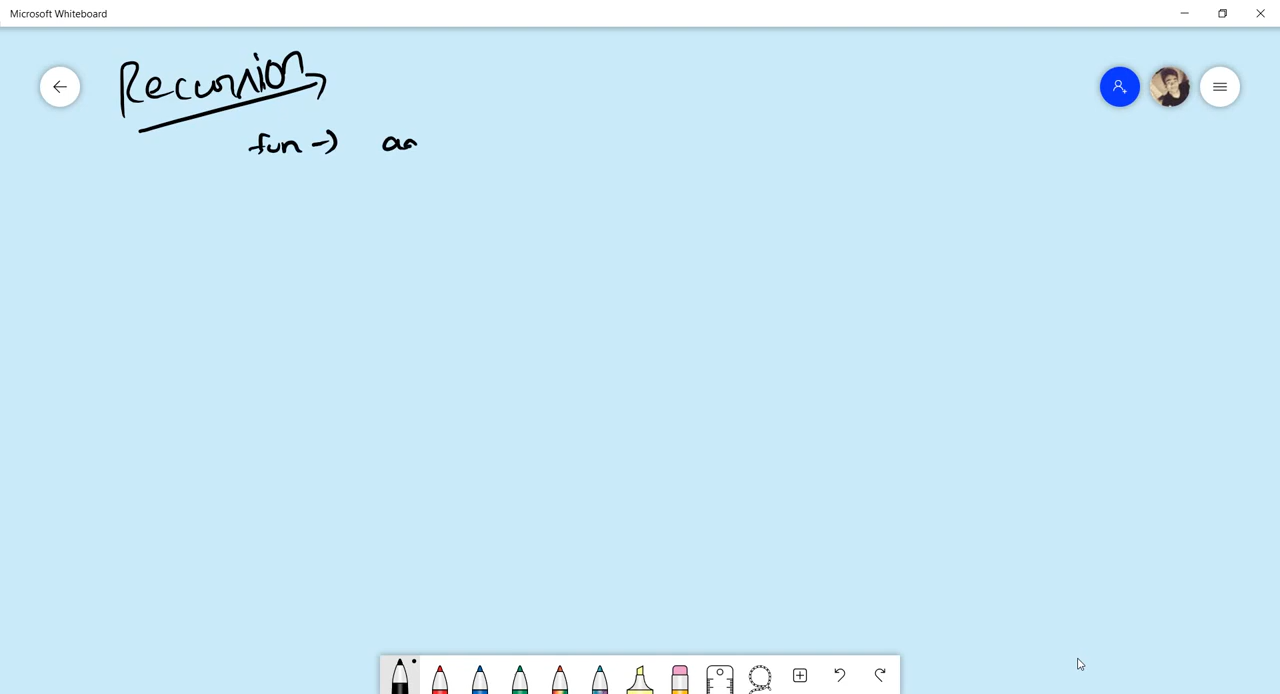 Microsoft Whiteboard
Recursion →
fun →